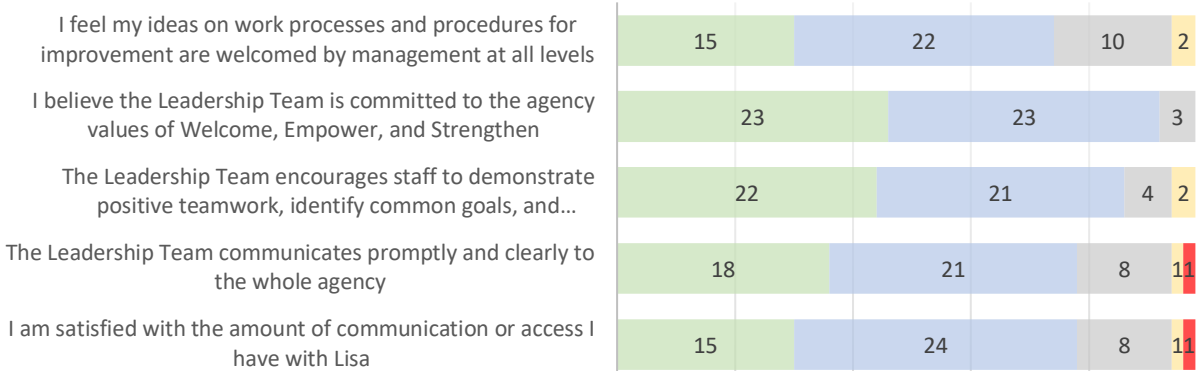 I feel my ideas on work processes and procedures for
improvement are welcomed by management at all levels
15 22 10 2
I believe the Leadership Team is committed to the agency
values of Welcome, Empower, and Strengthen
23 23 3
The Leadership Team encourages staff to demonstrate
positive teamwork, identify common goals, and...
22 21 4 2
The Leadership Team communicates promptly and clearly to
the whole agency
18 21 8 1 1
I am satisfied with the amount of communication or access I
have with Lisa
15 24 8 1 1